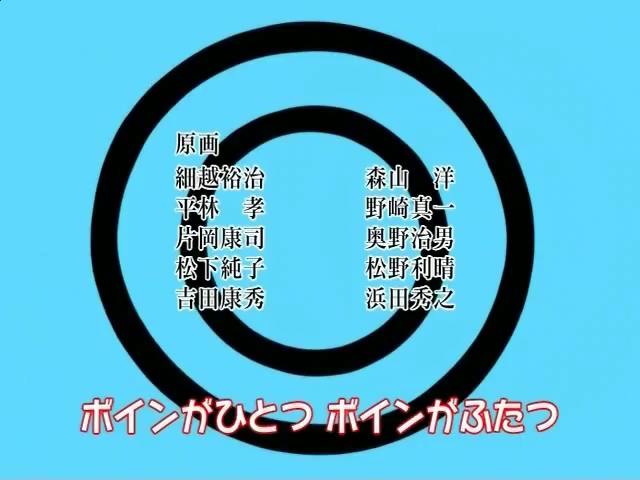 原画
細越裕治　森山　洋
平林　孝　野崎真一
片岡康司　奥野治男
松下純子　松野利晴
吉田康秀　浜田秀之
ボインがひとつ ボインがふたつ